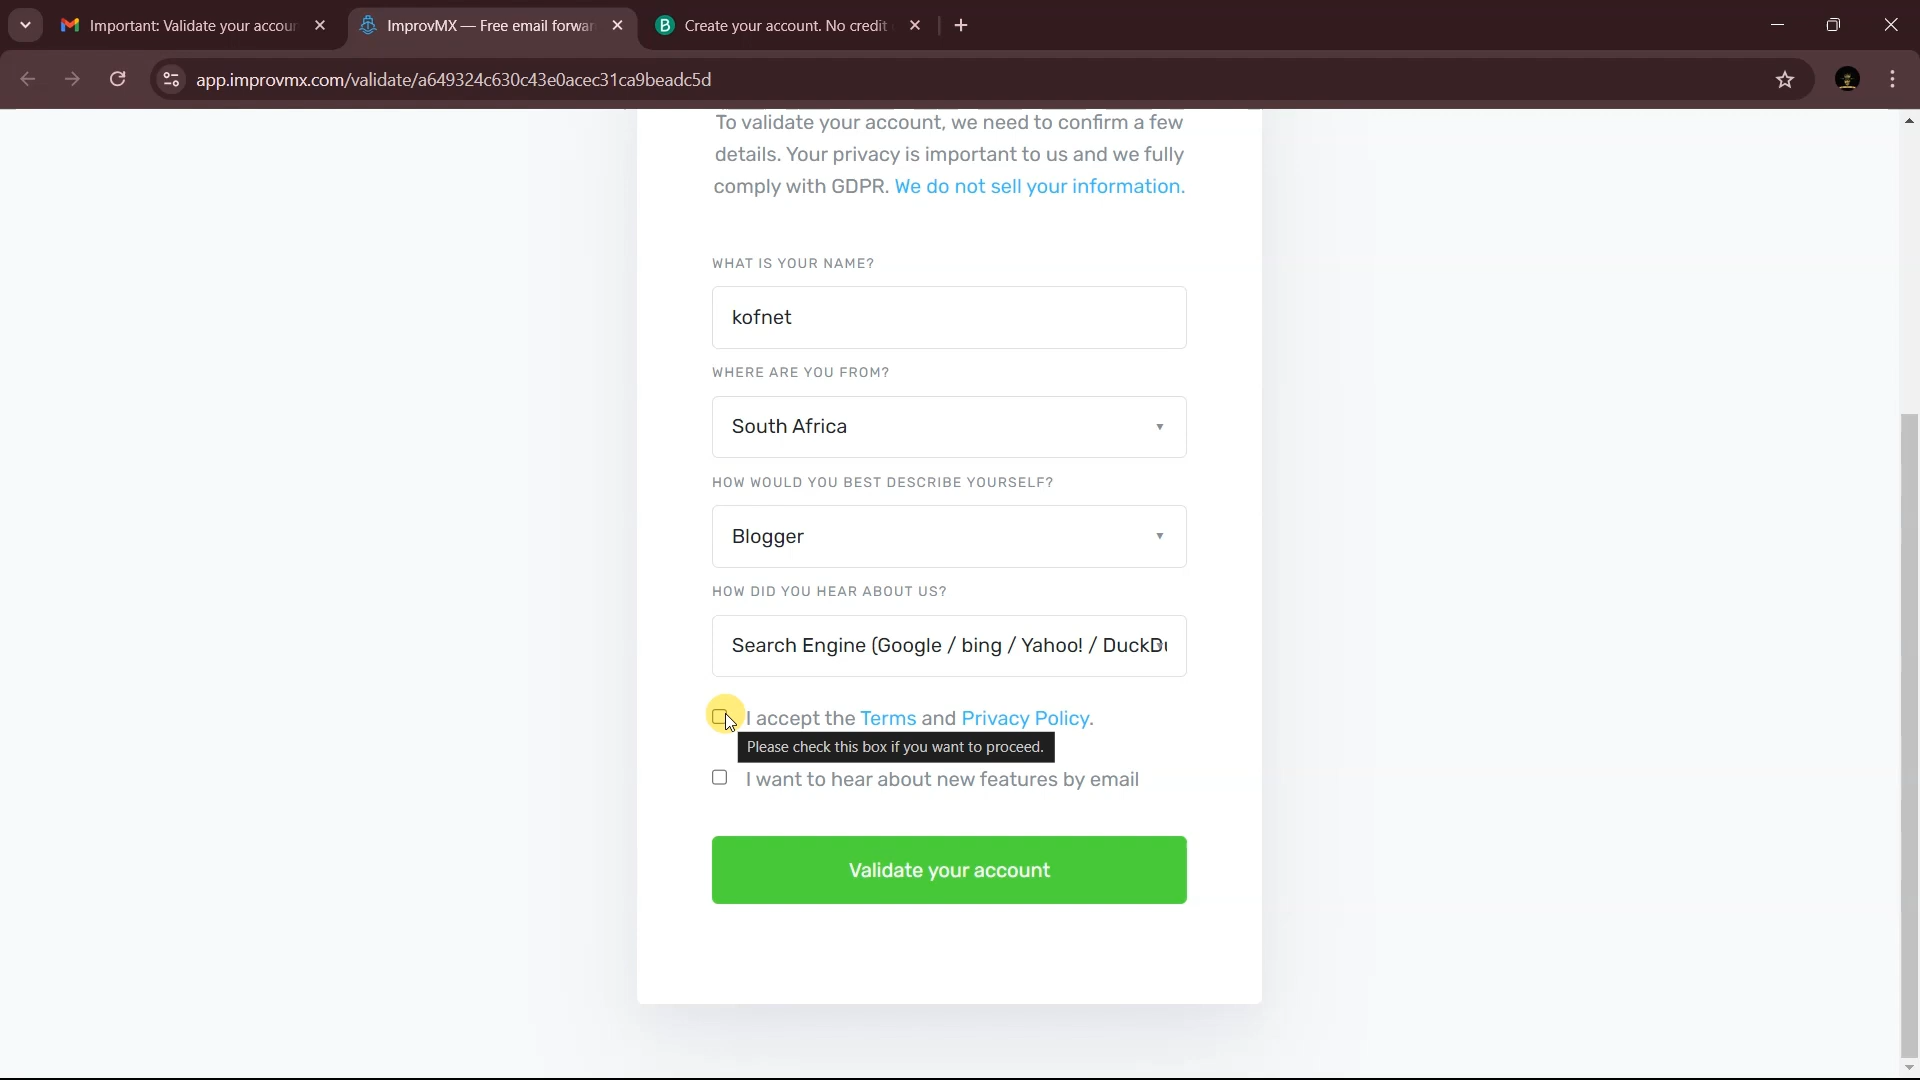 Important: Validate your accoun
ImprovMX — Free email forwar
Create your account. No credit
app.improvmx.com/validate/a649324c630c43e0acec31ca9beadc5d
To validate your account, we need to confirm a few
details. Your privacy is important to us and we fully
comply with GDPR. We do not sell your information.
WHAT IS YOUR NAME?
kofnet
WHERE ARE YOU FROM?
South Africa
HOW WOULD YOU BEST DESCRIBE YOURSELF?
Blogger
HOW DID YOU HEAR ABOUT US?
Search Engine (Google / bing / Yahoo! / DuckDu
I accept the Terms and Privacy Policy.
Please check this box if you want to proceed.
I want to hear about new features by email
Validate your account